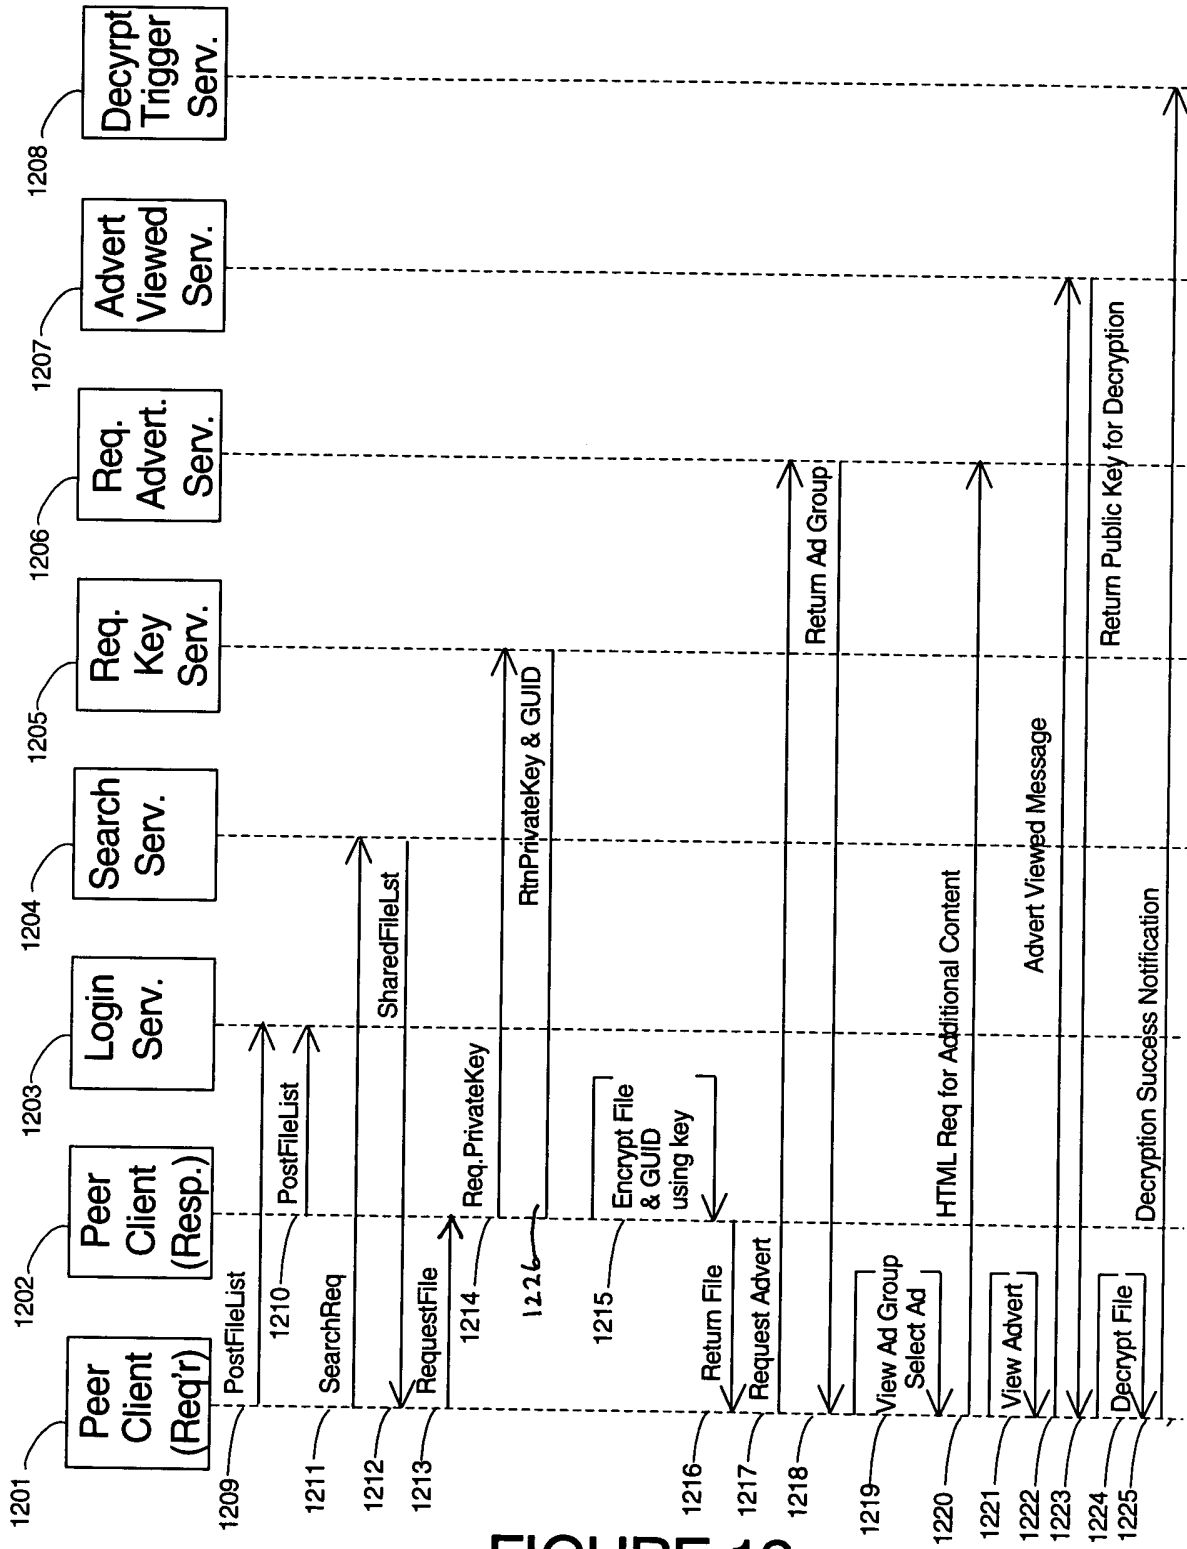 1201
Peer
Client
(Req'r)
1202
Peer
Client
(Resp.)
1203
Login
Serv.
1204
Search
Serv.
1205
Req.
Key
Serv.
1206
Req.
Advert.
Serv.
1207
Advert
Viewed
Serv.
1208
Decyrpt
Trigger
Serv.
1209
PostFileList
1210
PostFileList
1211
SearchReq
1212
SharedFileLst
1213
RequestFile
1214
Req.PrivateKey
1226
RtnPrivateKey & GUID
1215
Encrypt File
& GUID
using key
1216
Return File
1217
Request Advert
1218
Return Ad Group
1219
View Ad Group
Select Ad
1220
HTML Req for Additional Content
1221
View Advert
1222
Advert Viewed Message
1223
Return Public Key for Decryption
1224
Decrypt File
1225
Decryption Success Notification